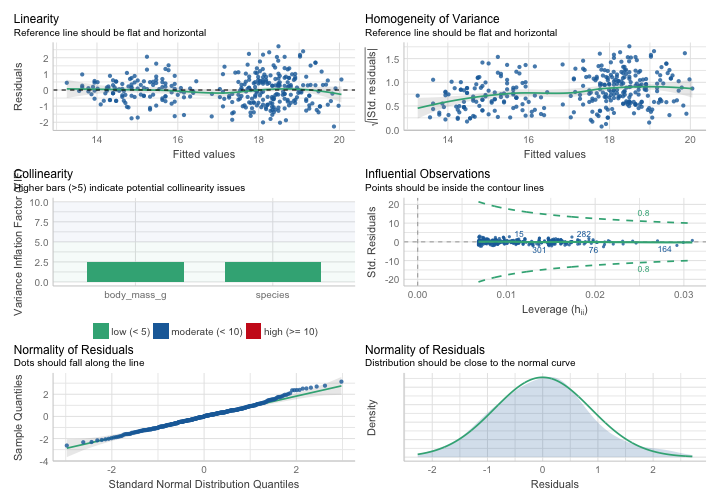 Linearity
Reference line should be flat and horizontal
Residuals
2
1
0
-1
-2
14
16
18
20
Fitted values
Homogeneity of Variance
Reference line should be flat and horizontal
√|Std. residuals|
1.5
1.0
0.5
0.0
14
16
18
20
Fitted values
Collinearity
Higher bars (>5) indicate potential collinearity issues
Variance Inflation Factor
10.0
7.5
5.0
2.5
0.0
body_mass_g
species
low (< 5)
moderate (< 10)
high (>= 10)
Influential Observations
Points should be inside the contour lines
Std. Residuals
20
10
0
-10
-20
0.8
15
282
301
76
164
0.8
0.00
0.01
0.02
0.03
Leverage (hᵢᵢ)
Normality of Residuals
Dots should fall along the line
Sample Quantiles
2
0
-2
-4
-2
0
2
Standard Normal Distribution Quantiles
Normality of Residuals
Distribution should be close to the normal curve
Density
-2
-1
0
1
2
Residuals